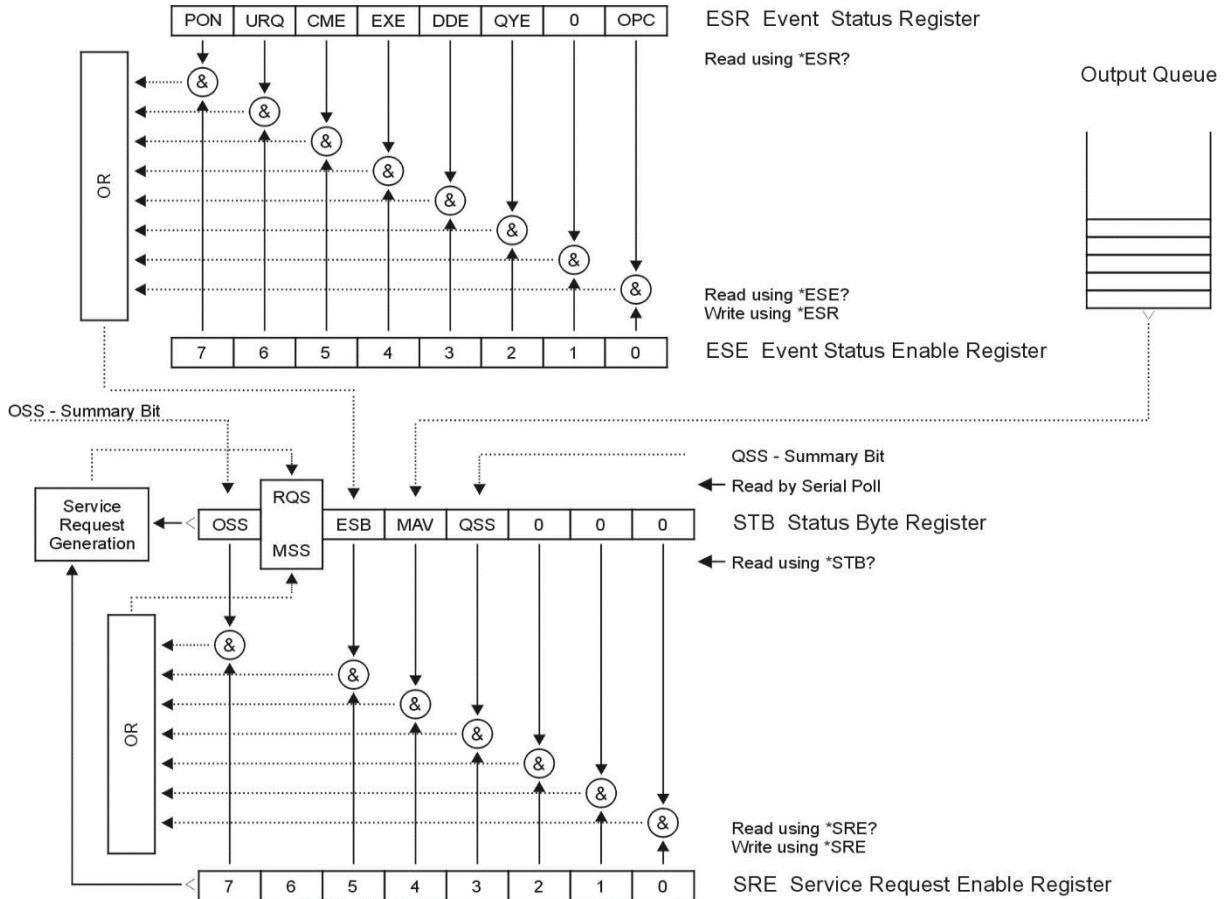 PON URQ CME EXE DDE QYE 0 OPC
ESR Event Status Register
Read using *ESR?
Output Queue
&
&
&
&
&
&
&
&
OR
Read using *ESE?
Write using *ESR
7 6 5 4 3 2 1 0
ESE Event Status Enable Register
OSS - Summary Bit
QSS - Summary Bit
Read by Serial Poll
Service
Request
Generation
RQS
MSS
OSS ESB MAV QSS 0 0 0
STB Status Byte Register
Read using *STB?
&
&
&
&
&
&
&
OR
Read using *SRE?
Write using *SRE
7 6 5 4 3 2 1 0
SRE Service Request Enable Register